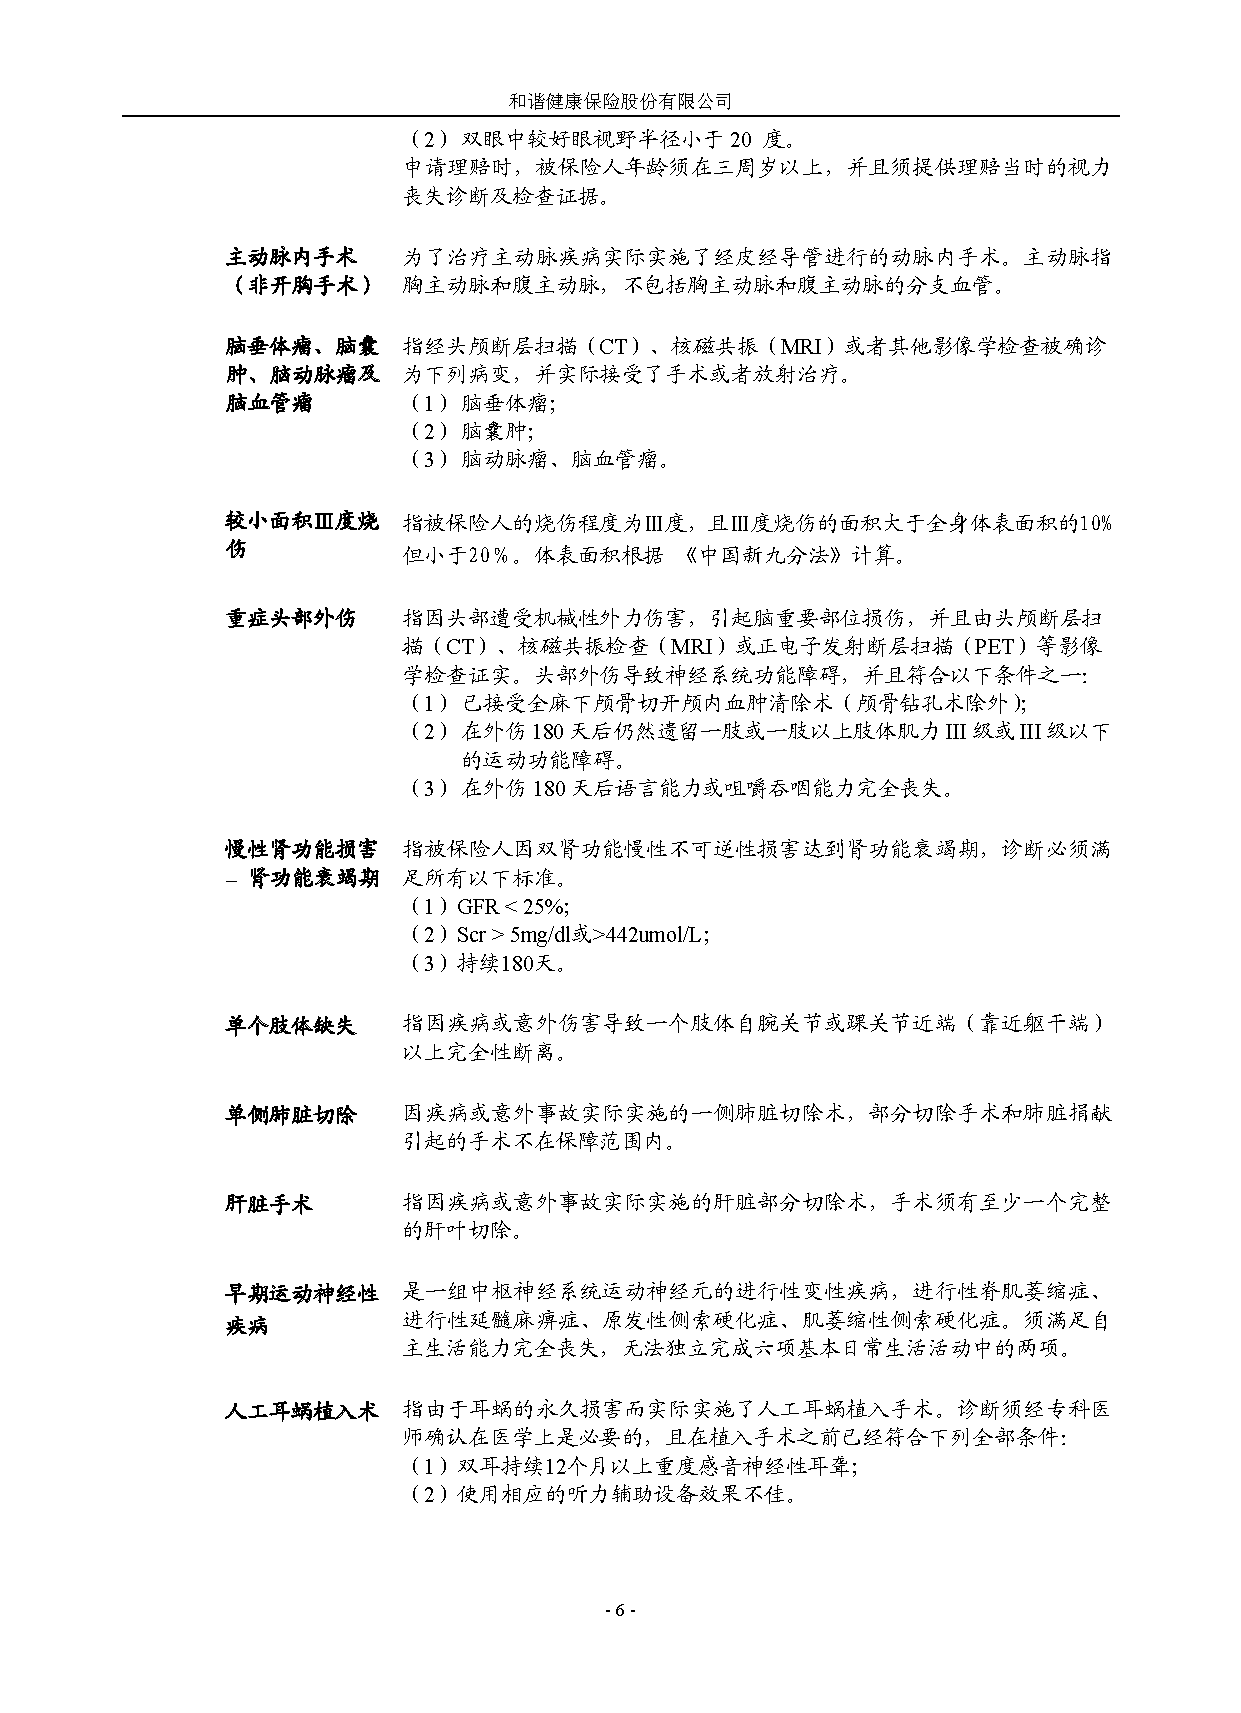 和谐健康保险股份有限公司
（2） 双眼中较好眼视野半径小于 20 度。
申请理赔时，被保险人年龄须在三周岁以上，并且须提供理赔当时的视力
丧失诊断及检查证据。
主动脉内手术
（非开胸手术）
为了治疗主动脉疾病实际实施了经皮经导管进行的动脉内手术。主动脉指
胸主动脉和腹主动脉，不包括胸主动脉和腹主动脉的分支血管。
脑垂体瘤、脑囊
肿、脑动脉瘤及
脑血管瘤
指经头颅断层扫描（CT）、核磁共振（MRI）或者其他影像学检查被确诊
为下列病变，并实际接受了手术或者放射治疗。
（1） 脑垂体瘤；
（2） 脑囊肿；
（3） 脑动脉瘤、脑血管瘤。
较小面积Ⅲ度烧
伤
指被保险人的烧伤程度为Ⅲ度，且Ⅲ度烧伤的面积大于全身体表面积的10%
但小于20％。体表面积根据 《中国新九分法》计算。
重症头部外伤
指因头部遭受机械性外力伤害，引起脑重要部位损伤，并且由头颅断层扫
描（CT）、核磁共振检查（MRI）或正电子发射断层扫描（PET）等影像
学检查证实。头部外伤导致神经系统功能障碍，并且符合以下条件之一：
（1） 已接受全麻下颅骨切开颅内血肿清除术（颅骨钻孔术除外）；
（2） 在外伤 180 天后仍然遗留一肢或一肢以上肢体肌力 III 级或 III 级以下
的运动功能障碍。
（3） 在外伤 180 天后语言能力或咀嚼吞咽能力完全丧失。
慢性肾功能损害
– 肾功能衰竭期
指被保险人因双肾功能慢性不可逆性损害达到肾功能衰竭期，诊断必须满
足所有以下标准。
（1）GFR < 25%；
（2）Scr > 5mg/dl或>442umol/L；
（3）持续180天。
单个肢体缺失
指因疾病或意外伤害导致一个肢体自腕关节或踝关节近端（靠近躯干端）
以上完全性断离。
单侧肺脏切除
因疾病或意外事故实际实施的一侧肺脏切除术，部分切除手术和肺脏捐献
引起的手术不在保障范围内。
肝脏手术
指因疾病或意外事故实际实施的肝脏部分切除术，手术须有至少一个完整
的肝叶切除。
早期运动神经性
疾病
是一组中枢神经系统运动神经元的进行性变性疾病，进行性脊肌萎缩症、
进行性延髓麻痹症、原发性侧索硬化症、肌萎缩性侧索硬化症。须满足自
主生活能力完全丧失，无法独立完成六项基本日常生活活动中的两项。
人工耳蜗植入术
指由于耳蜗的永久损害而实际实施了人工耳蜗植入手术。诊断须经专科医
师确认在医学上是必要的，且在植入手术之前已经符合下列全部条件：
（1）双耳持续12个月以上重度感音神经性耳聋；
（2）使用相应的听力辅助设备效果不佳。
- 6 -